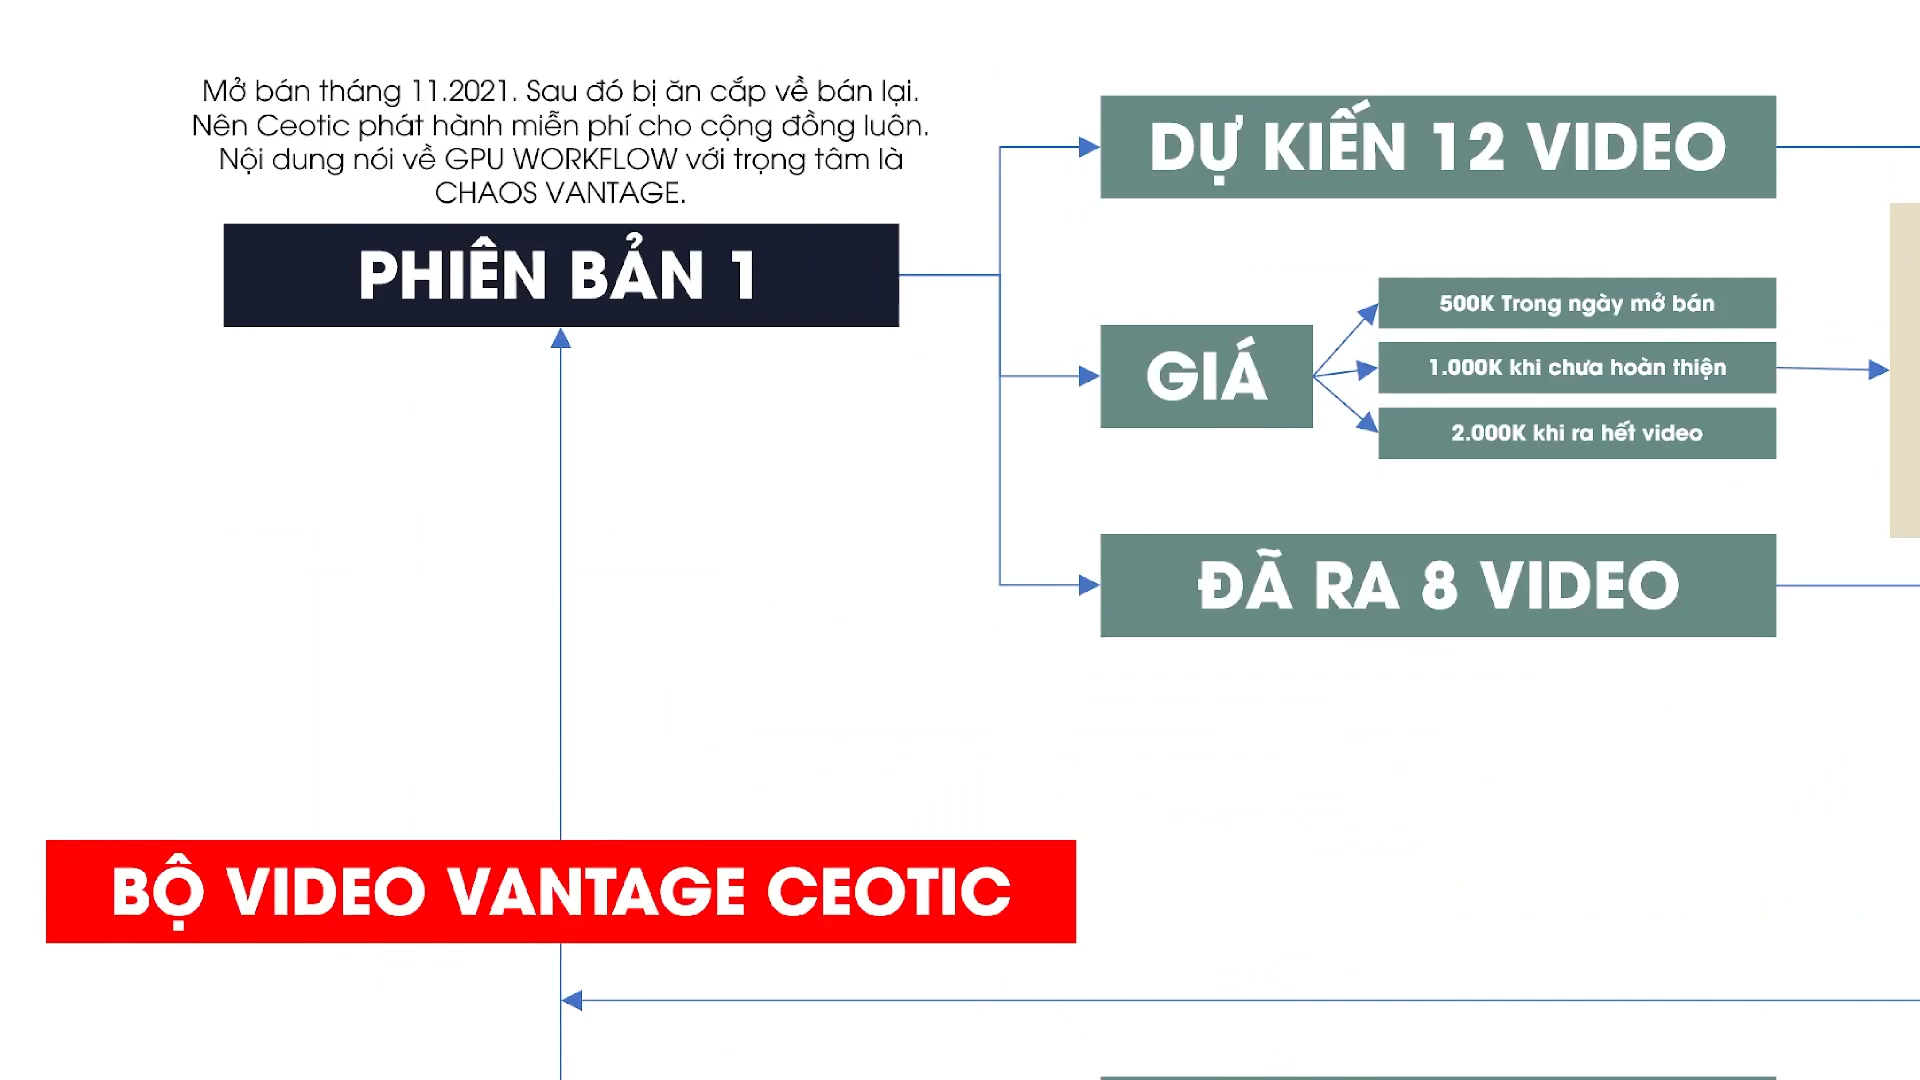 Mở bán tháng 11.2021. Sau đó bị ăn cắp về bán lại.
Nên Ceotic phát hành miễn phí cho cộng đồng luôn.
Nội dung nói về GPU WORKFLOW với trọng tâm là
CHAOS VANTAGE.
PHIÊN BẢN 1
DỰ KIẾN 12 VIDEO
GIÁ
500K Trong ngày mở bán
1.000K khi chưa hoàn thiện
2.000K khi ra hết video
ĐÃ RA 8 VIDEO
BỘ VIDEO VANTAGE CEOTIC